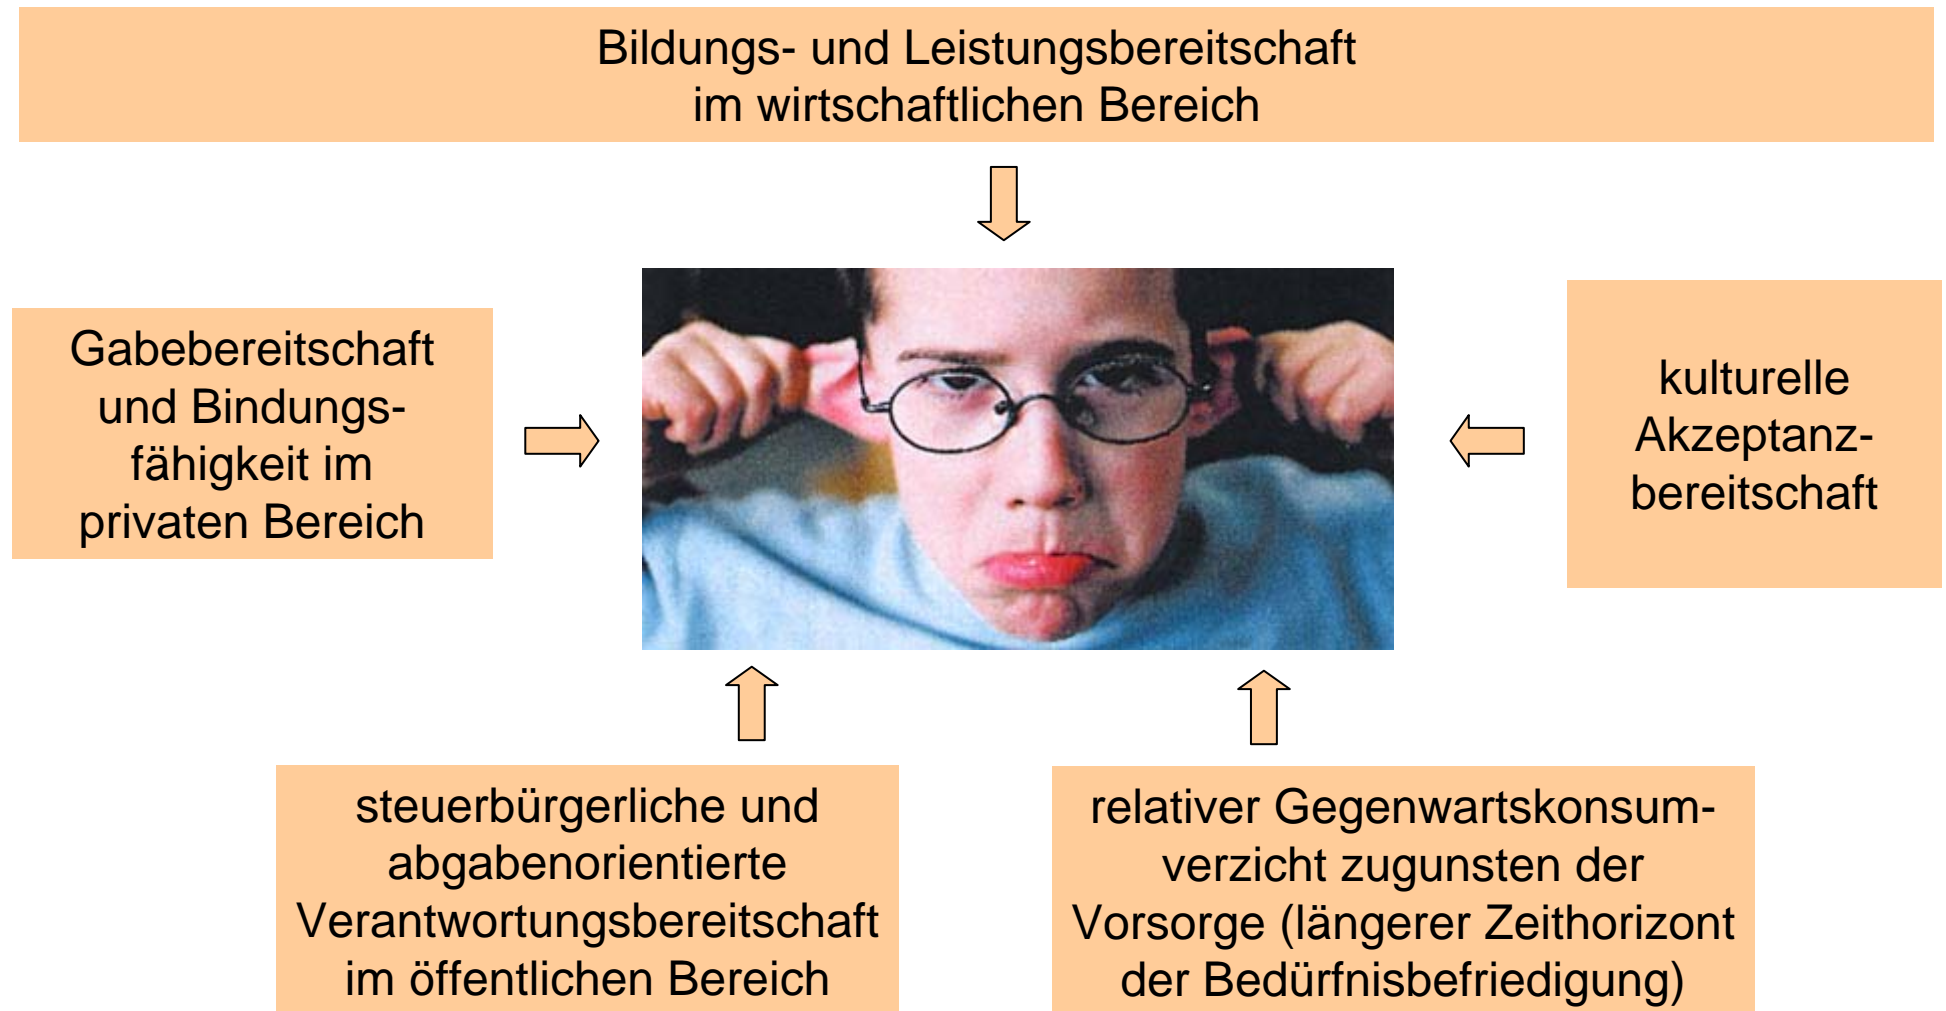 Bildungs- und Leistungsbereitschaft
im wirtschaftlichen Bereich
Gabebereitschaft
und Bindungs-
fähigkeit im
privaten Bereich
kulturelle
Akzeptanz-
bereitschaft
steuerbürgerliche und
abgabenorientierte
Verantwortungsbereitschaft
im öffentlichen Bereich
relativer Gegenwartskonsum-
verzicht zugunsten der
Vorsorge (längerer Zeithorizont
der Bedürfnisbefriedigung)